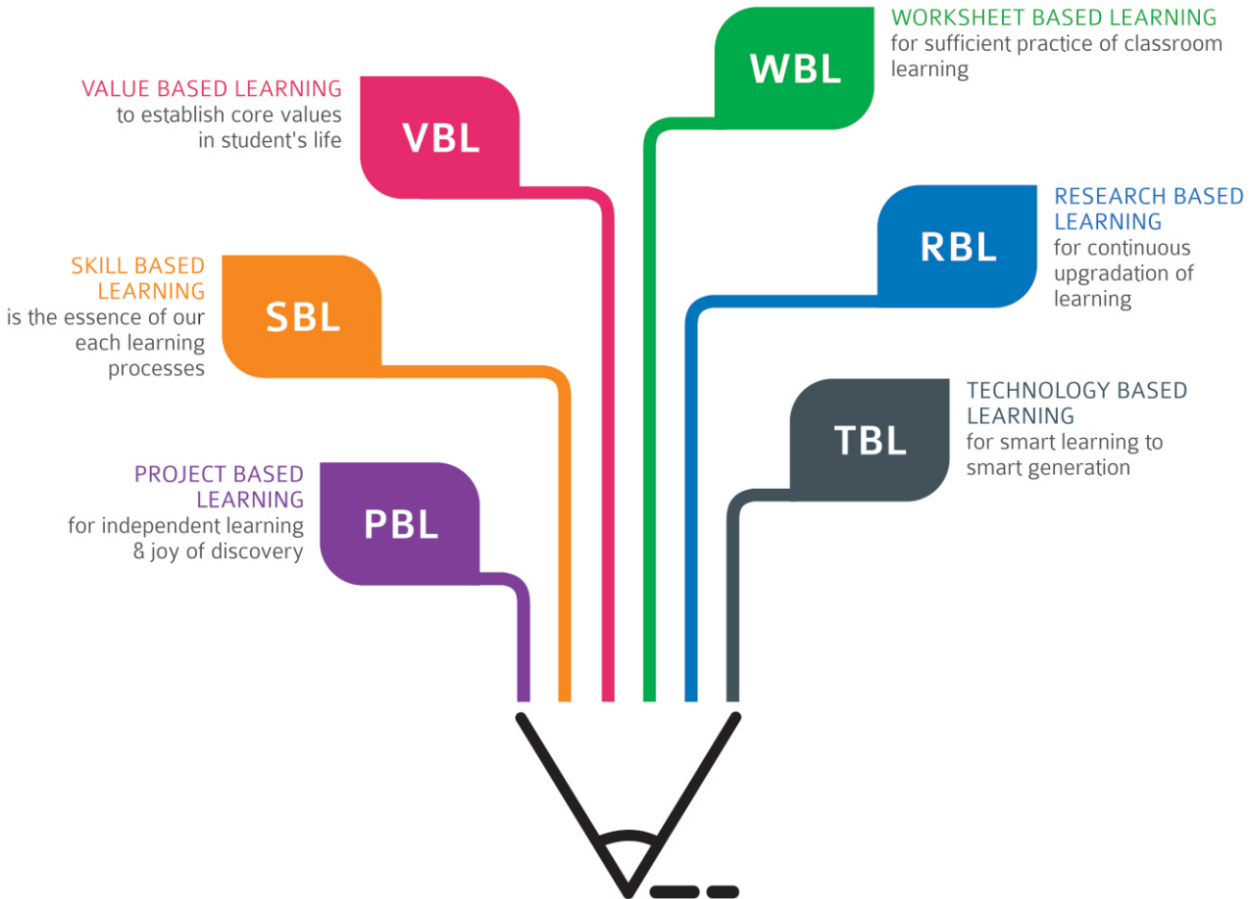 WORKSHEET BASED LEARNING
for sufficient practice of classroom
learning
WBL
VALUE BASED LEARNING
to establish core values
in student's life
VBL
RESEARCH BASED
LEARNING
for continuous
upgradation of
learning
RBL
SKILL BASED
LEARNING
is the essence of our
each learning
processes
SBL
TECHNOLOGY BASED
LEARNING
for smart learning to
smart generation
TBL
PROJECT BASED
LEARNING
for independent learning
& joy of discovery
PBL